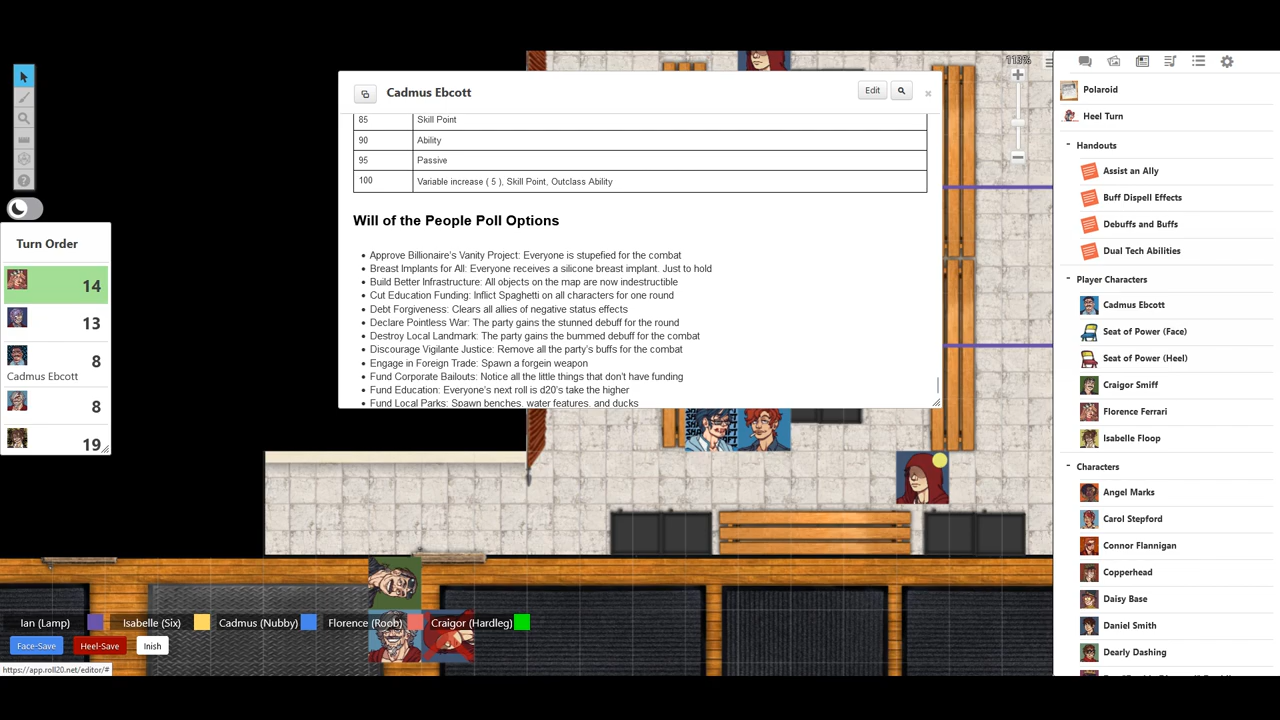 113%
Cadmus Ebcott
Edit
85 Skill Point
90 Ability
95 Passive
100 Variable increase ( 5 ), Skill Point, Outclass Ability
Will of the People Poll Options
Approve Billionaire's Vanity Project: Everyone is stupefied for the combat
Breast Implants for All: Everyone receives a silicone breast implant. Just to hold
Build Better Infrastructure: All objects on the map are now indestructible
Cut Education Funding: Inflict Spaghetti on all characters for one round
Debt Forgiveness: Clears all allies of negative status effects
Declare Pointless War: The party gains the stunned debuff for the round
Destroy Local Landmark: The party gains the bummed debuff for the combat
Discourage Vigilante Justice: Remove all the party's buffs for the combat
Engage in Foreign Trade: Spawn a forgein weapon
Fund Corporate Bailouts: Notice all the little things that don't have funding
Fund Education: Everyone's next roll is d20's take the higher
Fund Local Parks: Spawn benches, water features, and ducks
Turn Order
14
13
8
Cadmus Ebcott
8
19
Polaroid
Heel Turn
Handouts
Assist an Ally
Buff Dispell Effects
Debuffs and Buffs
Dual Tech Abilities
Player Characters
Cadmus Ebcott
Seat of Power (Face)
Seat of Power (Heel)
Craigor Smiff
Florence Ferrari
Isabelle Floop
Characters
Angel Marks
Carol Stepford
Connor Flannigan
Copperhead
Daisy Base
Daniel Smith
Dearly Dashing
Ian (Lamp) Isabelle (Six) Cadmus (Nubby) Florence (Roob) Craigor (Hardleg)
Face-Save Heel-Save Inish
https://app.roll20.net/editor/#